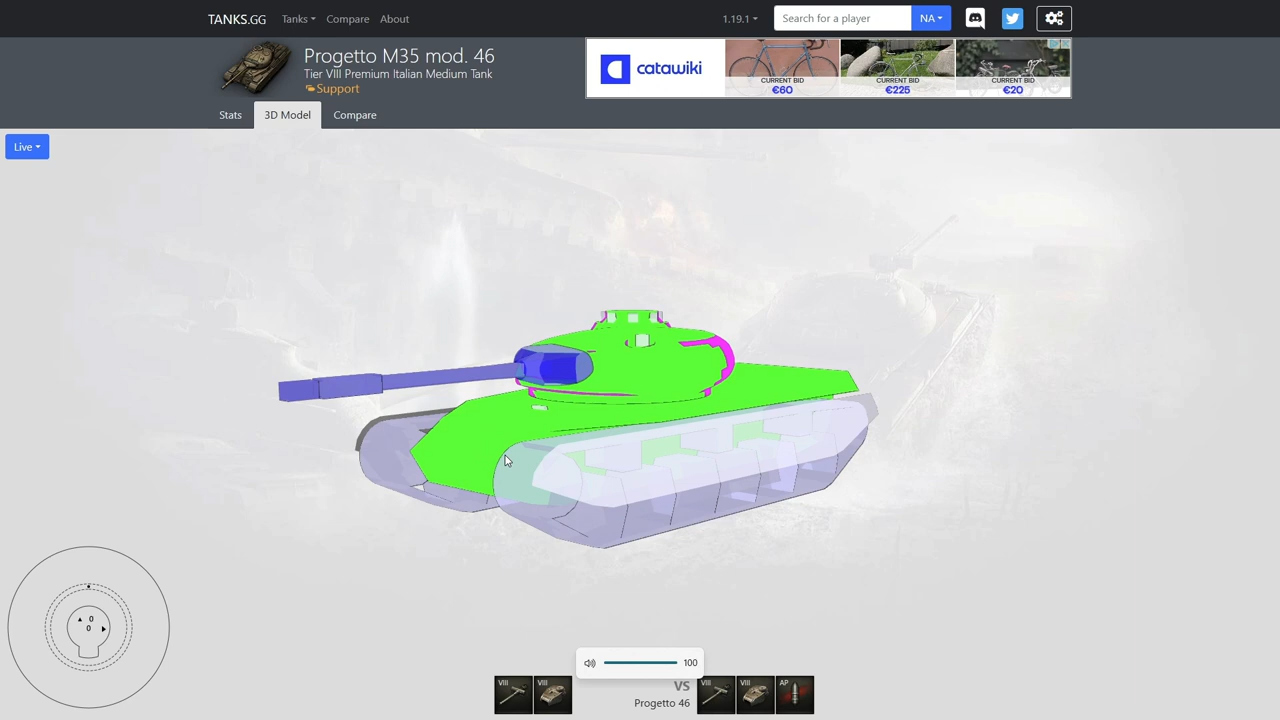 TANKS.GG
Tanks
Compare
About
1.19.1
Search for a player
NA
Progetto M35 mod. 46
Tier VIII Premium Italian Medium Tank
Support
catawiki
CURRENT BID
€60
CURRENT BID
€225
CURRENT BID
€20
Stats
3D Model
Compare
Live
0
0
100
VIII
VIII
VS
Progetto 46
VIII
VIII
AP